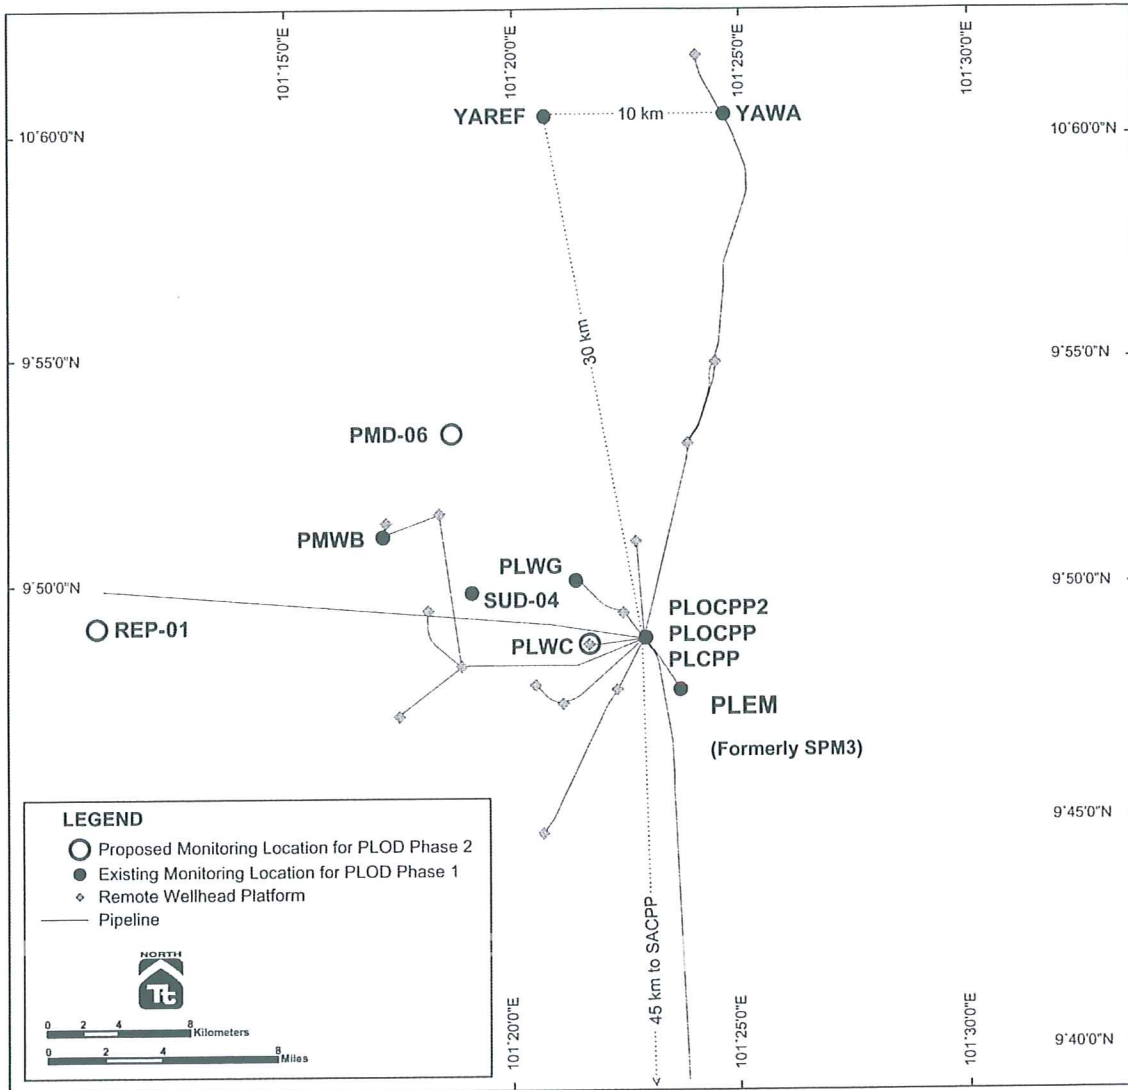 101°15'0"E
101°20'0"E
101°25'0"E
101°30'0"E
YAREF
10 km
YAWA
10°60'0"N
10°60'0"N
30 km
9°55'0"N
9°55'0"N
PMD-06
PMWB
PLWG
9°50'0"N
9°50'0"N
SUD-04
PLOCPP2
REP-01
PLWC
PLOCPP
PLCPP
PLEM
(Formerly SPM3)
9°45'0"N
LEGEND
Proposed Monitoring Location for PLOD Phase 2
Existing Monitoring Location for PLOD Phase 1
Remote Wellhead Platform
Pipeline
NORTH
Tt
0 2 4 8 Kilometers
0 2 4 8 Miles
45 km to SACPP
101°20'0"E
101°25'0"E
101°30'0"E
9°40'0"N